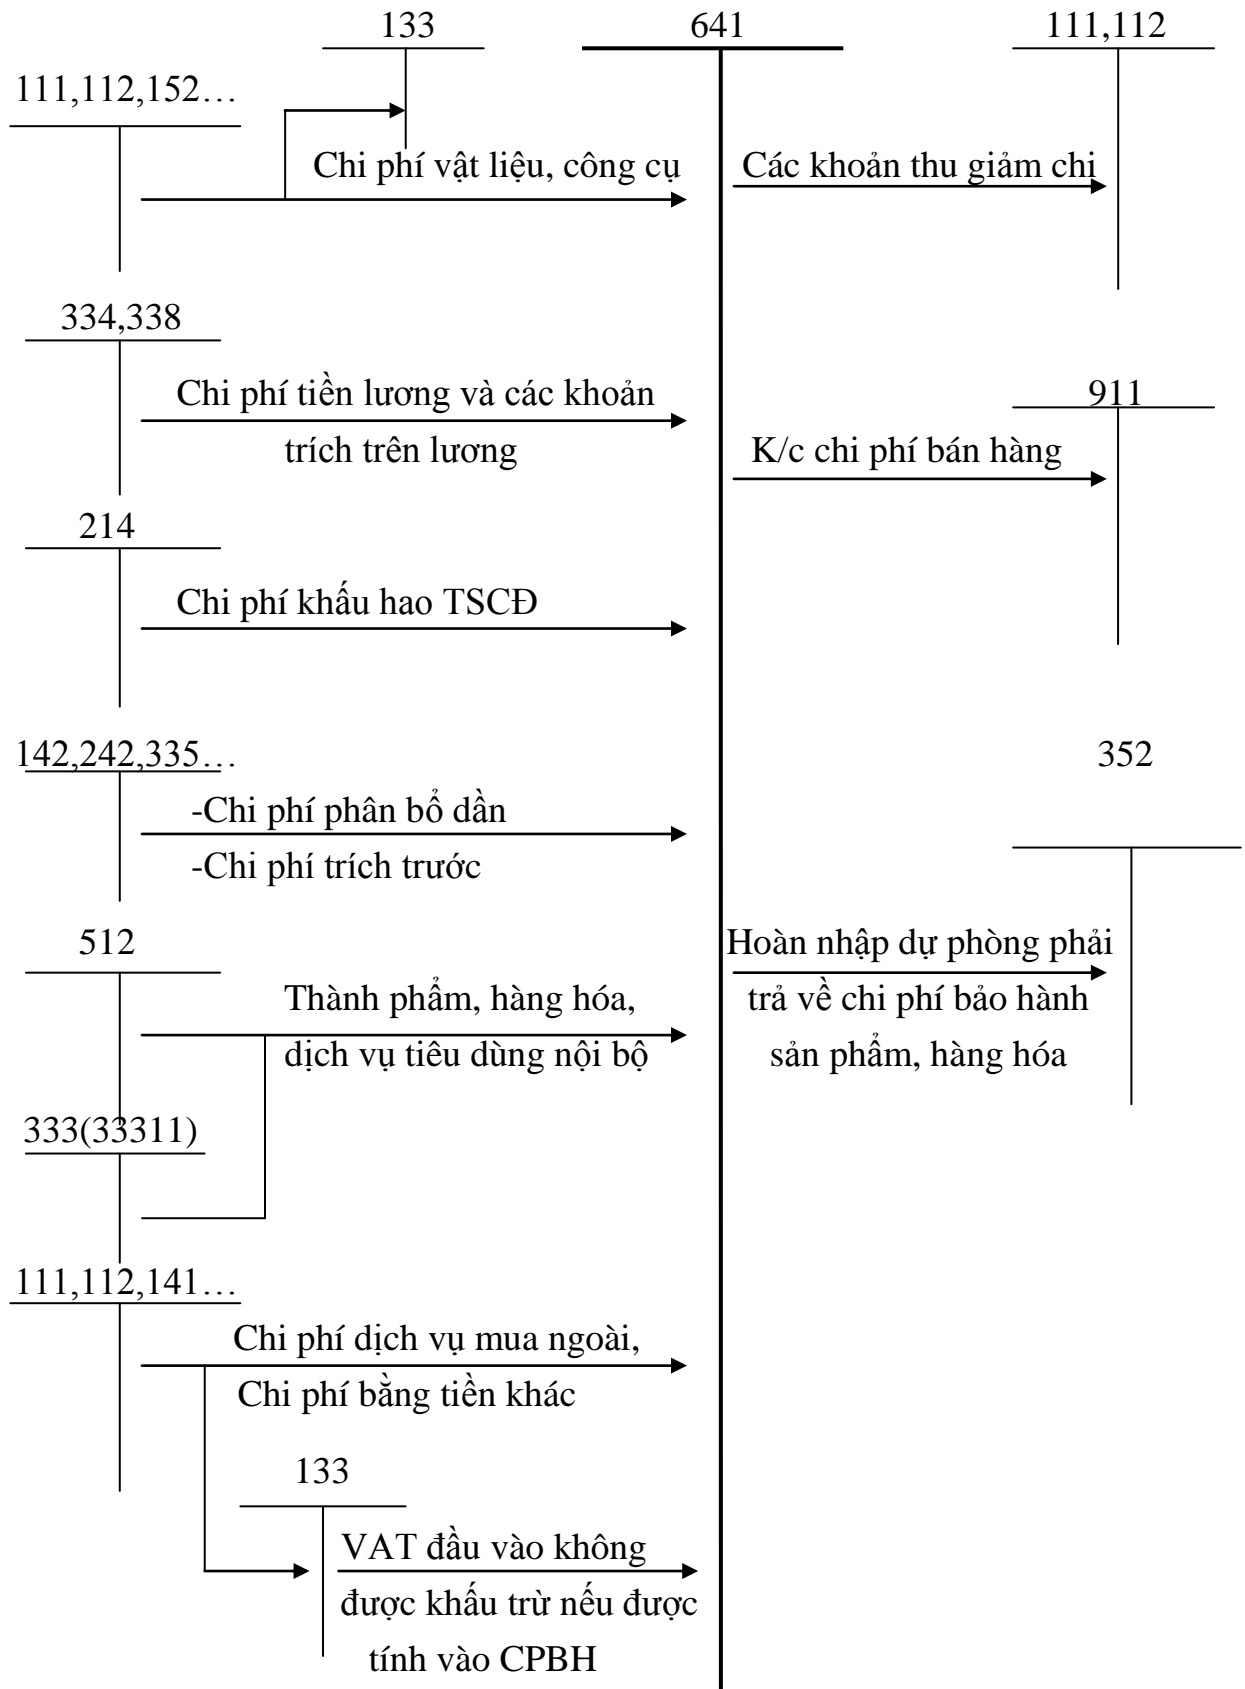 133
641
111,112
111,112,152…
Chi phí vật liệu, công cụ
Các khoản thu giảm chi
334,338
Chi phí tiền lương và các khoản
trích trên lương
911
K/c chi phí bán hàng
214
Chi phí khấu hao TSCĐ
142,242,335…
352
-Chi phí phân bổ dần
-Chi phí trích trước
512
Thành phẩm, hàng hóa,
dịch vụ tiêu dùng nội bộ
Hoàn nhập dự phòng phải
trả về chi phí bảo hành
sản phẩm, hàng hóa
333(33311)
111,112,141…
Chi phí dịch vụ mua ngoài,
Chi phí bằng tiền khác
133
VAT đầu vào không
được khấu trừ nếu được
tính vào CPBH